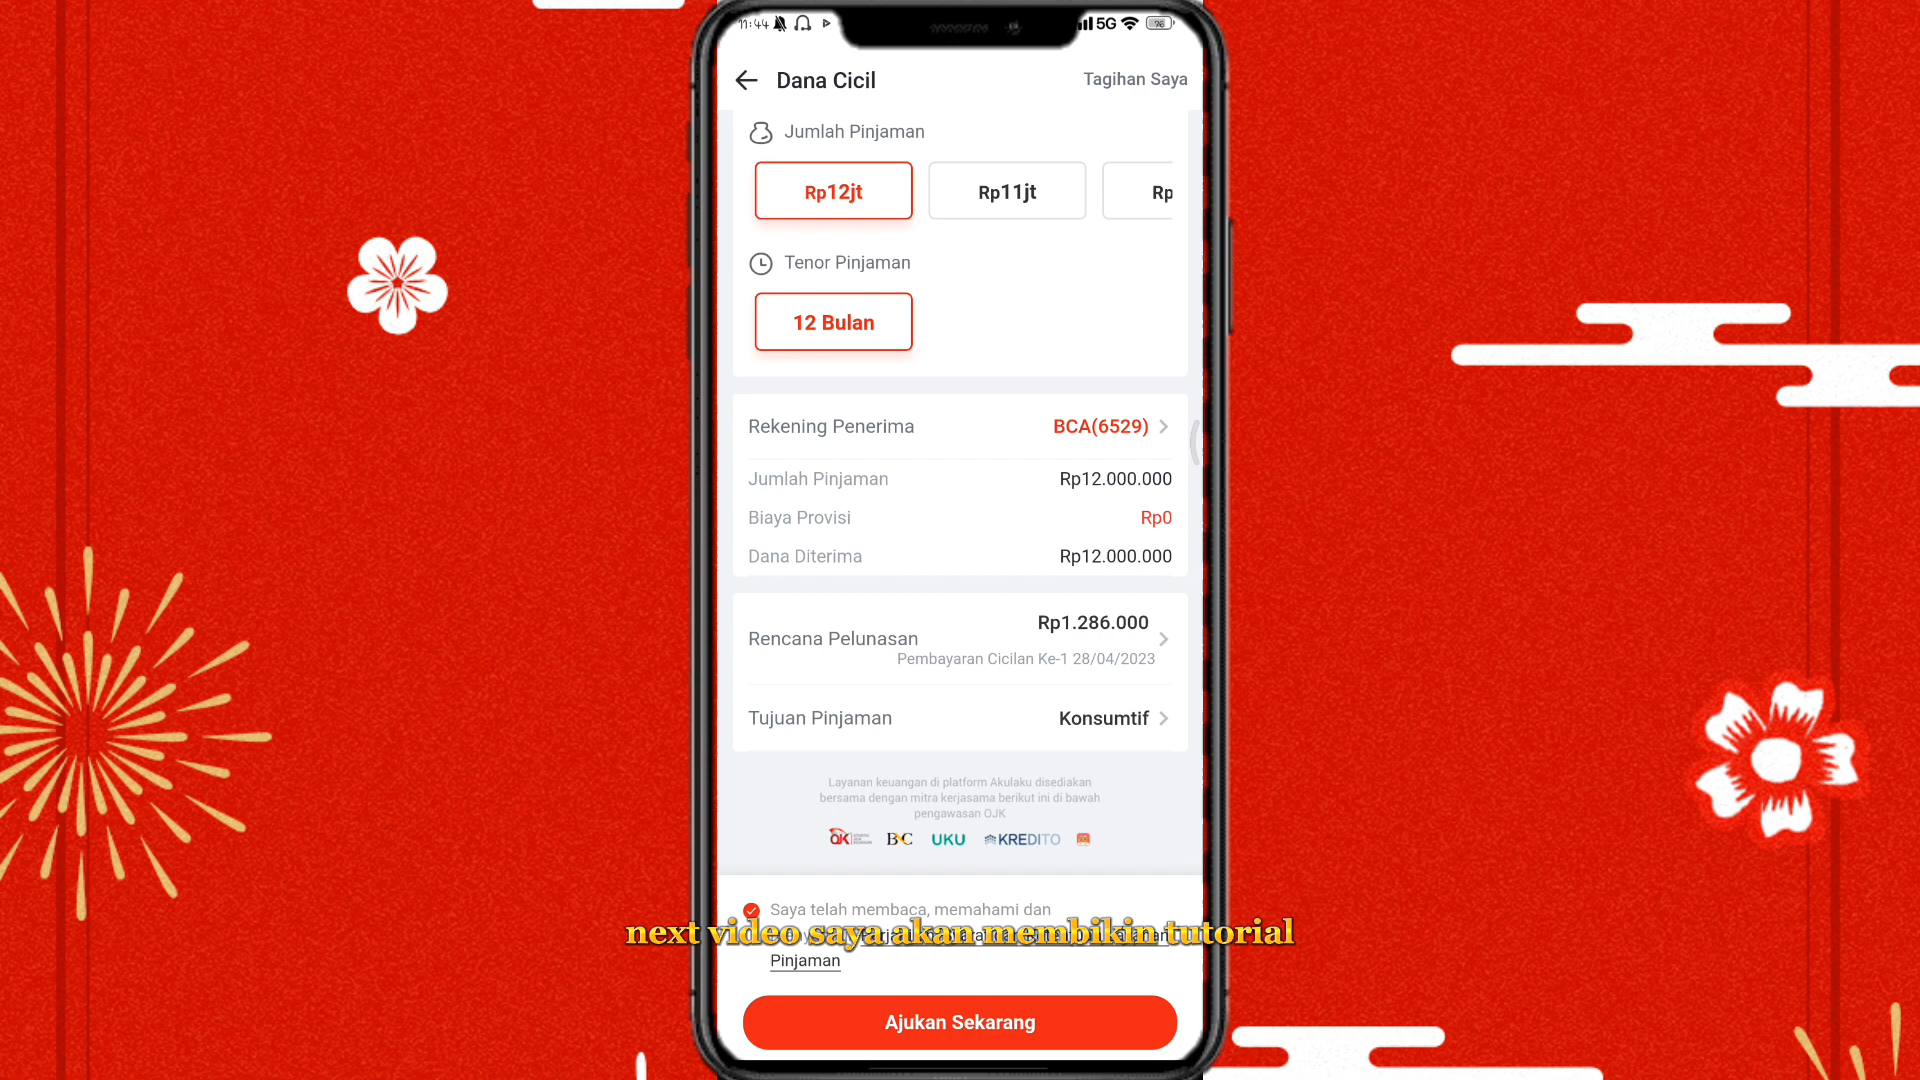 11:44 5G 76
Dana Cicil
Tagihan Saya
Jumlah Pinjaman
Rp12jt
Rp11jt
Rp
Tenor Pinjaman
12 Bulan
Rekening Penerima BCA(6529)
Jumlah Pinjaman Rp12.000.000
Biaya Provisi Rp0
Dana Diterima Rp12.000.000
Rp1.286.000
Rencana Pelunasan
Pembayaran Cicilan Ke-1 28/04/2023
Tujuan Pinjaman Konsumtif
Layanan keuangan di platform Akulaku disediakan
bersama dengan mitra kerjasama berikut ini di bawah
pengawasan OJK
OJK BNC UKU KREDITO
Saya telah membaca, memahami dan
next video saya akan membikin tutorial
Pinjaman
Ajukan Sekarang